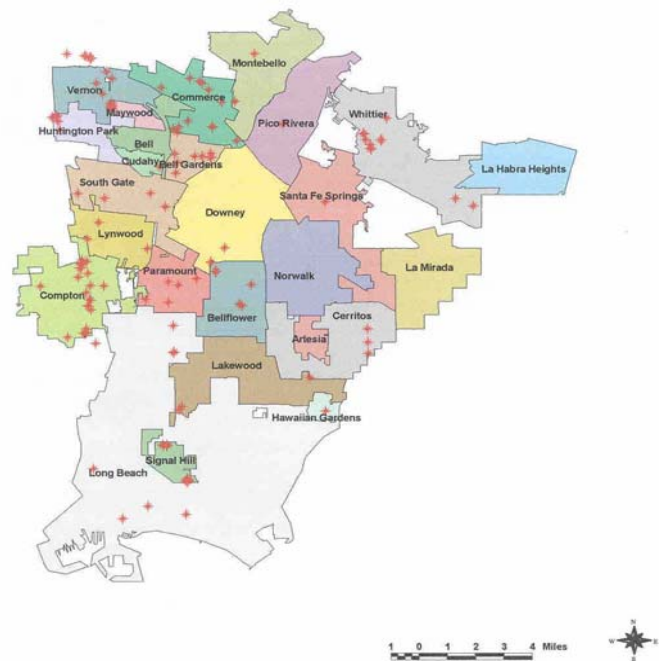 Montebello
Vernon
Commerce
Maywood
Pico Rivera
Whittier
Huntington Park
Bell
Cudahy
Bell Gardens
La Habra Heights
South Gate
Santa Fe Springs
Downey
Lynwood
Paramount
Norwalk
La Mirada
Compton
Bellflower
Cerritos
Artesia
Lakewood
Hawaiian Gardens
Signal Hill
Long Beach
N
W E
S
1 0 1 2 3 4 Miles